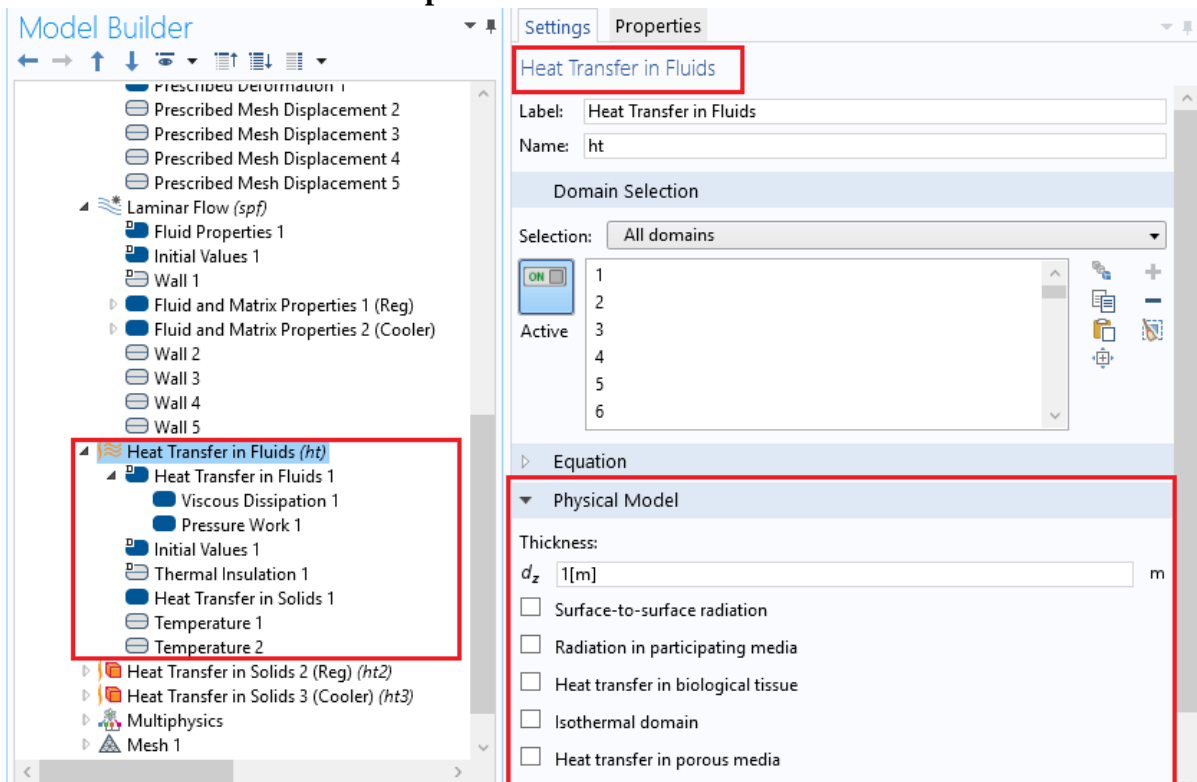 Model Builder
Prescribed Deformation 1
Prescribed Mesh Displacement 2
Prescribed Mesh Displacement 3
Prescribed Mesh Displacement 4
Prescribed Mesh Displacement 5
Laminar Flow (spf)
Fluid Properties 1
Initial Values 1
Wall 1
Fluid and Matrix Properties 1 (Reg)
Fluid and Matrix Properties 2 (Cooler)
Wall 2
Wall 3
Wall 4
Wall 5
Heat Transfer in Fluids (ht)
Heat Transfer in Fluids 1
Viscous Dissipation 1
Pressure Work 1
Initial Values 1
Thermal Insulation 1
Heat Transfer in Solids 1
Temperature 1
Temperature 2
Heat Transfer in Solids 2 (Reg) (ht2)
Heat Transfer in Solids 3 (Cooler) (ht3)
Multiphysics
Mesh 1
Settings Properties
Heat Transfer in Fluids
Label: Heat Transfer in Fluids
Name: ht
Domain Selection
Selection: All domains
ON
Active
1
2
3
4
5
6
Equation
Physical Model
Thickness:
dz 1[m] m
Surface-to-surface radiation
Radiation in participating media
Heat transfer in biological tissue
Isothermal domain
Heat transfer in porous media